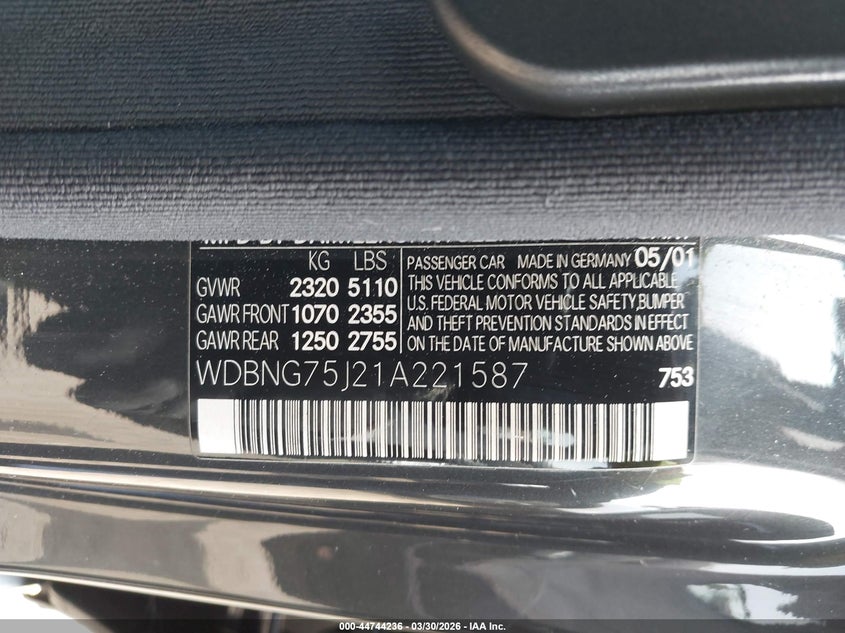 KG LBS
PASSENGER CAR MADE IN GERMANY 05/01
GVWR 2320 5110
GAWR FRONT 1070 2355
GAWR REAR 1250 2755
THIS VEHICLE CONFORMS TO ALL APPLICABLE
U.S. FEDERAL MOTOR VEHICLE SAFETY, BUMPER
AND THEFT PREVENTION STANDARDS IN EFFECT
ON THE DATE OF MANUFACTURE SHOWN ABOVE
WDBNG75J21A221587 753
000-44744236 - 03/30/2026 - IAA Inc.